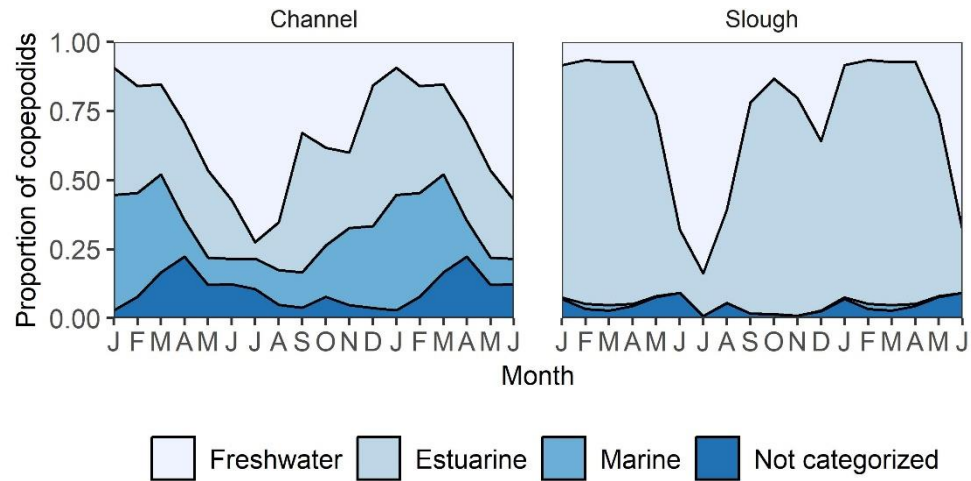 Channel Slough
Proportion of copepodids
1.00
0.75
0.50
0.25
0.00
J F M A M J J A S O N D J F M A M J
J F M A M J J A S O N D J F M A M J
Month
Freshwater Estuarine Marine Not categorized